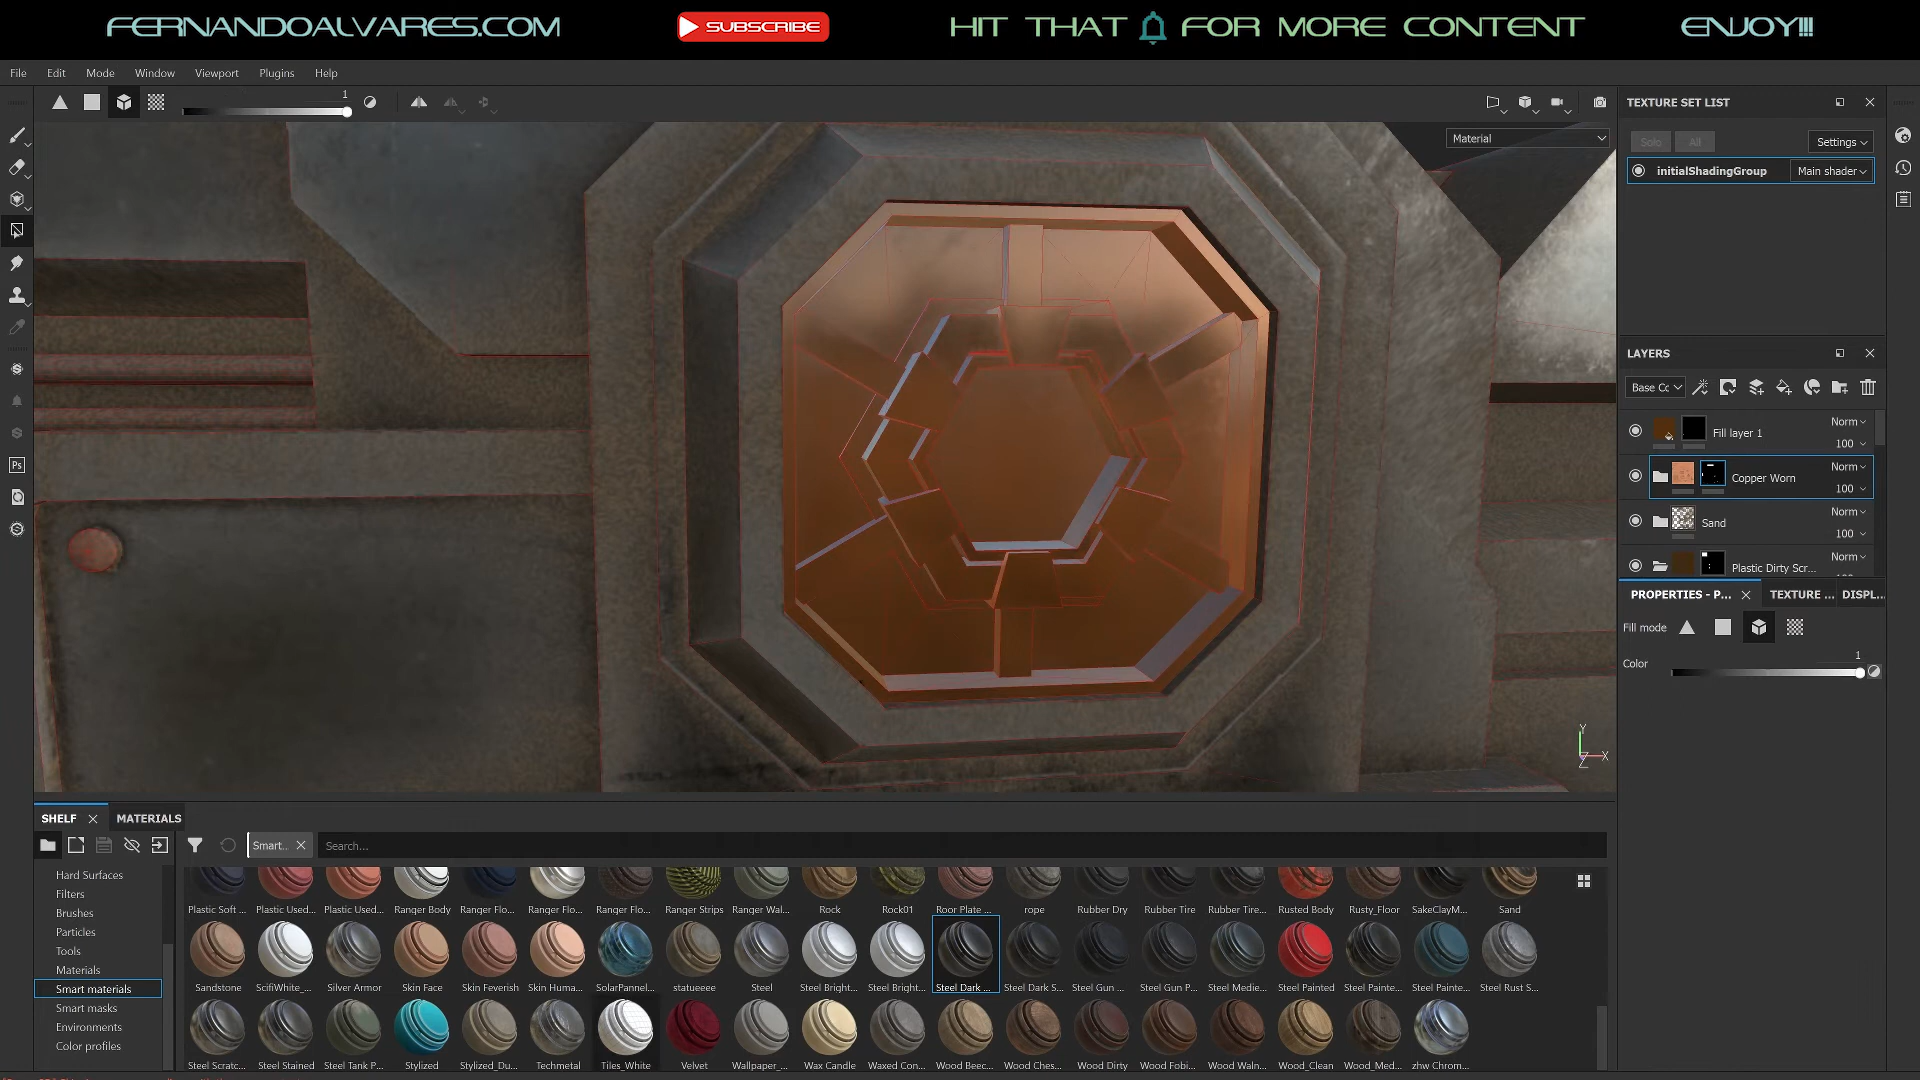 FERNANDOALVARES.COM
SUBSCRIBE
HIT THAT FOR MORE CONTENT
ENJOY!!!
File Edit Mode Window Viewport Plugins Help
1
Material
TEXTURE SET LIST
Solo All Settings
initialShadingGroup Main shader
LAYERS
Base Cc
Norm
Fill layer 1
100
Norm
Copper Worn
100
Norm
Sand
100
Norm
Plastic Dirty Scr...
PROPERTIES - P... TEXTURE ... DISPL...
Fill mode
1
Color
Y
X
Z
Ps
SHELF MATERIALS
Smart... Search...
Hard Surfaces
Filters
Brushes
Particles
Tools
Materials
Smart materials
Smart masks
Environments
Color profiles
Plastic Soft ... Plastic Used... Plastic Used... Ranger Body Ranger Flo... Ranger Flo... Ranger Flo... Ranger Strips Ranger Wal... Rock Rock01 Roor Plate ... rope Rubber Dry Rubber Tire Rubber Tire... Rusted Body Rusty_Floor SakeClayM... Sand
Sandstone ScifiWhite_... Silver Armor Skin Face Skin Feverish Skin Huma... SolarPannel... statueeee Steel Steel Bright... Steel Bright... Steel Dark ... Steel Dark S... Steel Gun ... Steel Gun P... Steel Medie... Steel Painted Steel Painte... Steel Painte... Steel Rust S...
Steel Scratc... Steel Stained Steel Tank P... Stylized Stylized_Du... Techmetal Tiles_White Velvet Wallpaper_... Wax Candle Waxed Con... Wood Beec... Wood Ches... Wood Dirty Wood Fobi... Wood Waln... Wood_Clean Wood_Med... zhw Chrom...